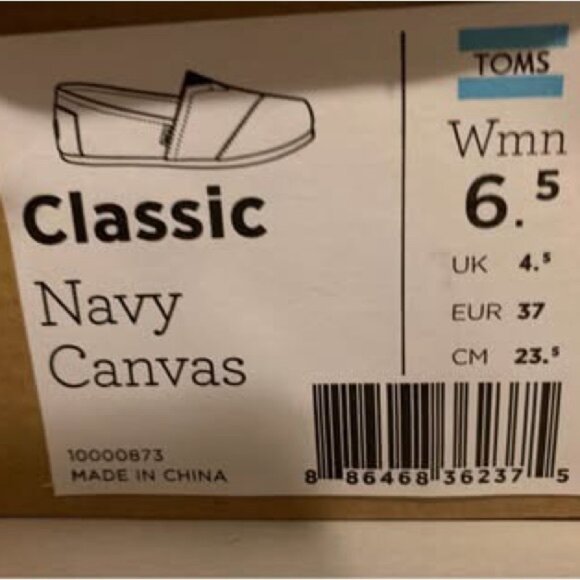 TOMS
Classic
Navy
Canvas
10000873
MADE IN CHINA
Wmn
6.5
UK 4.5
EUR 37
CM 23.5
8 86468 36237 5